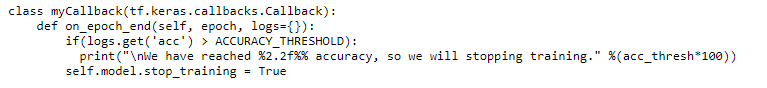 class myCallback(tf.keras.callbacks.Callback):
    def on_epoch_end(self, epoch, logs={}):
        if(logs.get('acc') > ACCURACY_THRESHOLD):
          print("\nWe have reached %2.2f%% accuracy, so we will stopping training." %(acc_thresh*100))
        self.model.stop_training = True